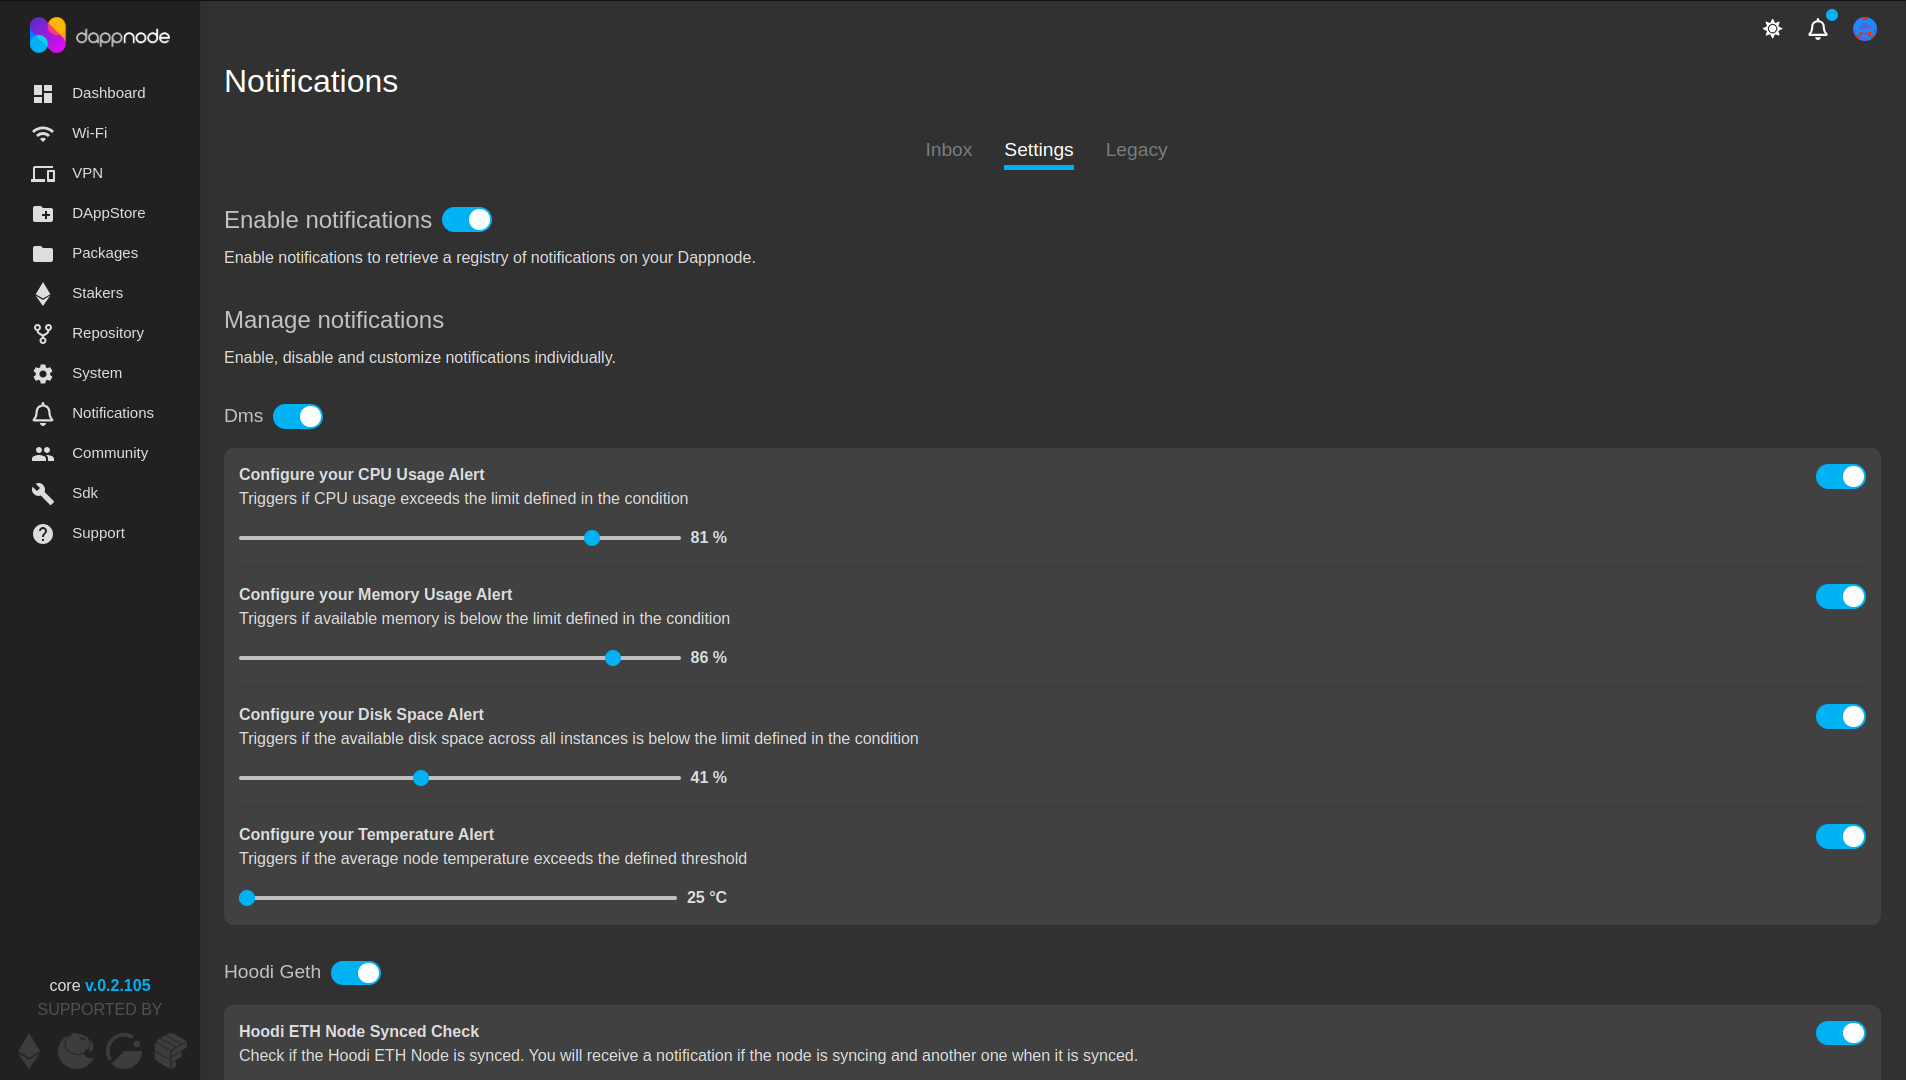 dappnode
Dashboard
Wi-Fi
VPN
DAppStore
Packages
Stakers
Repository
System
Notifications
Community
Sdk
Support
core v.0.2.105
SUPPORTED BY
Notifications
Inbox Settings Legacy
Enable notifications
Enable notifications to retrieve a registry of notifications on your Dappnode.
Manage notifications
Enable, disable and customize notifications individually.
Dms
Configure your CPU Usage Alert
Triggers if CPU usage exceeds the limit defined in the condition
81 %
Configure your Memory Usage Alert
Triggers if available memory is below the limit defined in the condition
86 %
Configure your Disk Space Alert
Triggers if the available disk space across all instances is below the limit defined in the condition
41 %
Configure your Temperature Alert
Triggers if the average node temperature exceeds the defined threshold
25 °C
Hoodi Geth
Hoodi ETH Node Synced Check
Check if the Hoodi ETH Node is synced. You will receive a notification if the node is syncing and another one when it is synced.